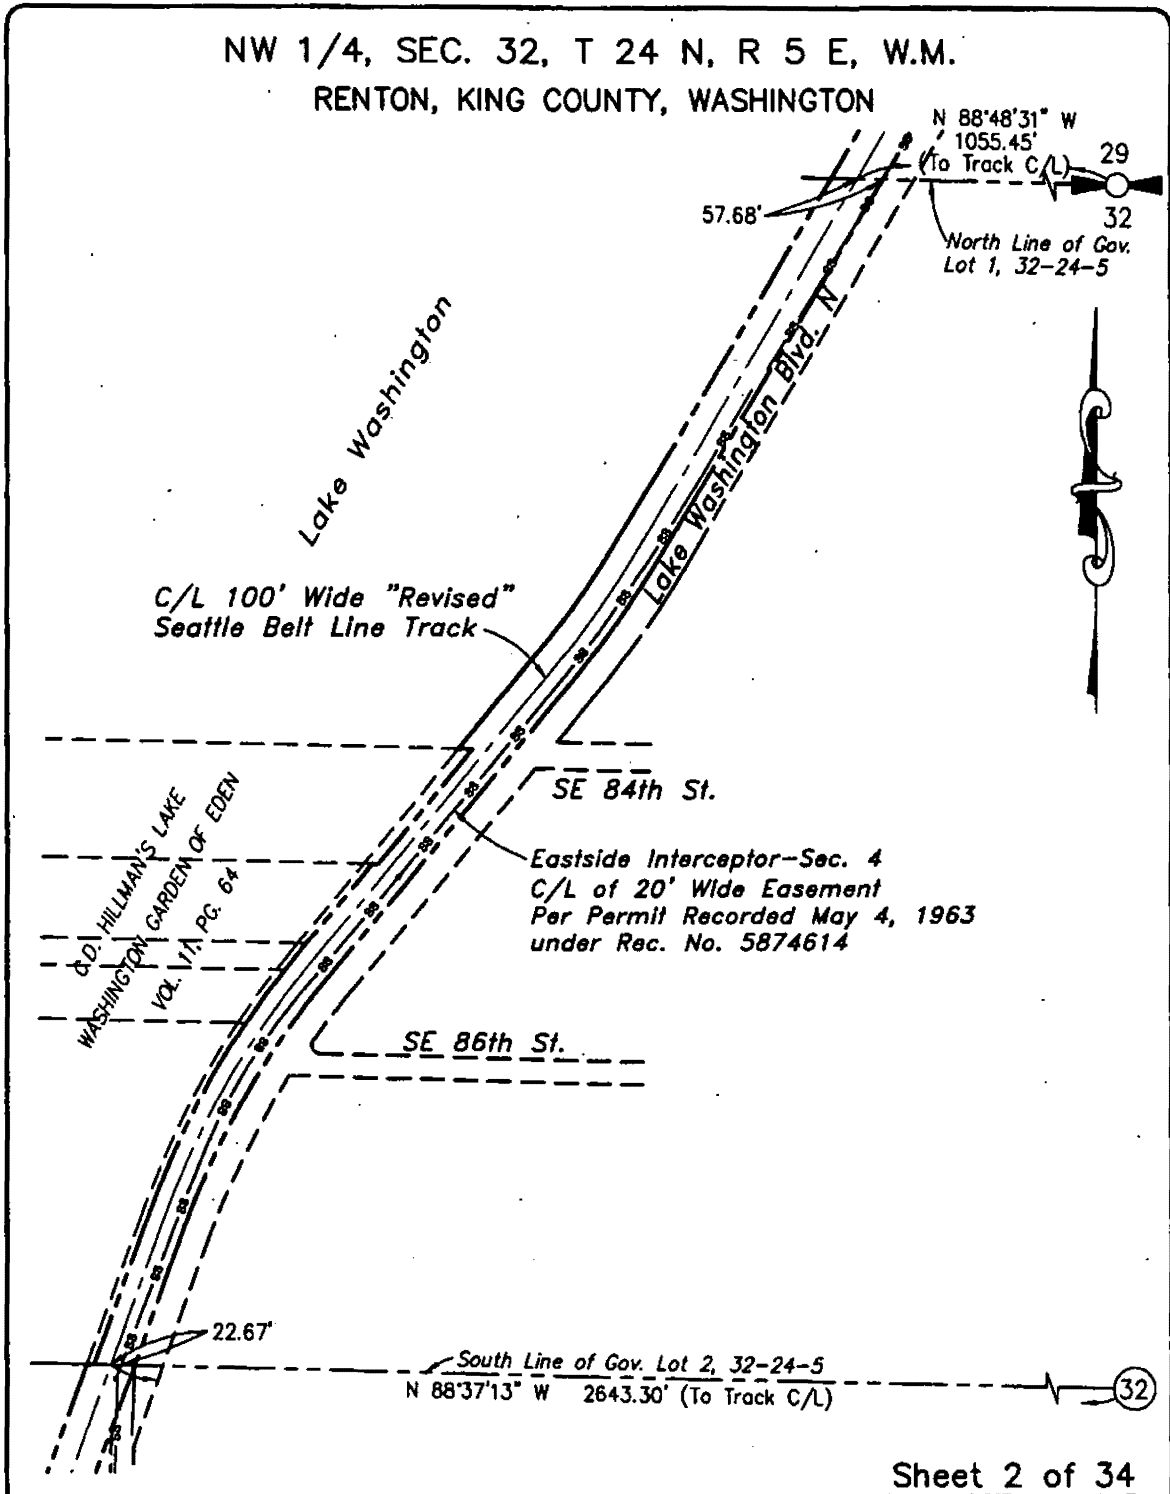 NW 1/4, SEC. 32, T 24 N, R 5 E, W.M.
RENTON, KING COUNTY, WASHINGTON
N 88°48'31" W
1055.45'
(To Track C/L)
29
32
57.68'
North Line of Gov.
Lot 1, 32-24-5
Lake Washington
Lake Washington Blvd. N
C/L 100' Wide "Revised"
Seattle Belt Line Track
SE 84th St.
C.D. HILLMAN'S LAKE
WASHINGTON GARDEN OF EDEN
VOL. 11, PG. 64
Eastside Interceptor-Sec. 4
C/L of 20' Wide Easement
Per Permit Recorded May 4, 1963
under Rec. No. 5874614
SE 86th St.
22.67'
South Line of Gov. Lot 2, 32-24-5
N 88°37'13" W 2643.30' (To Track C/L)
32
Sheet 2 of 34